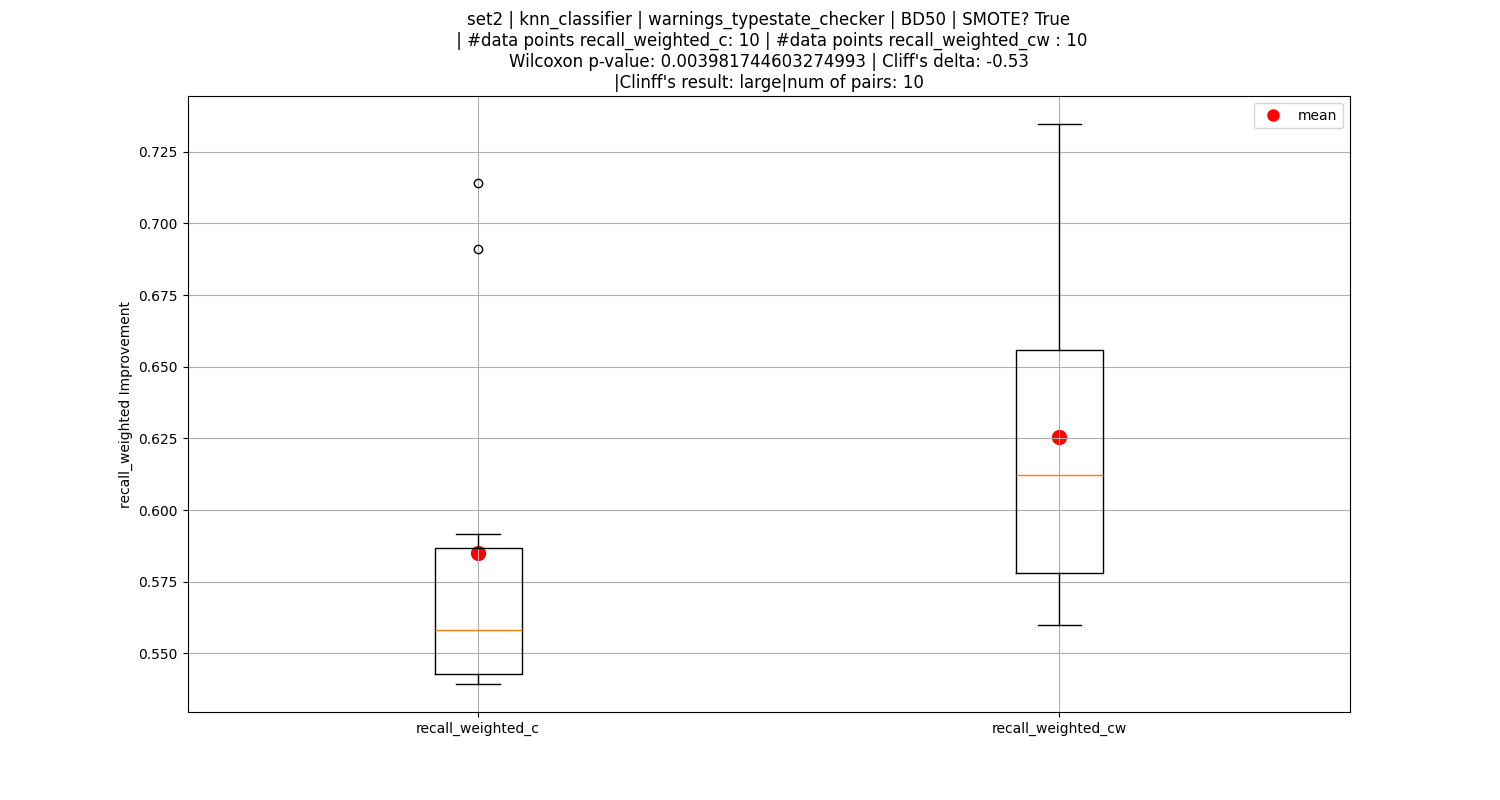 set2 | knn_classifier | warnings_typestate_checker | BD50 | SMOTE? True
| #data points recall_weighted_c: 10 | #data points recall_weighted_cw : 10
Wilcoxon p-value: 0.003981744603274993 | Cliff's delta: -0.53
|Clinff's result: large|num of pairs: 10
mean
0.725
0.700
0.675
0.650
0.625
0.600
0.575
0.550
recall_weighted Improvement
recall_weighted_c
recall_weighted_cw